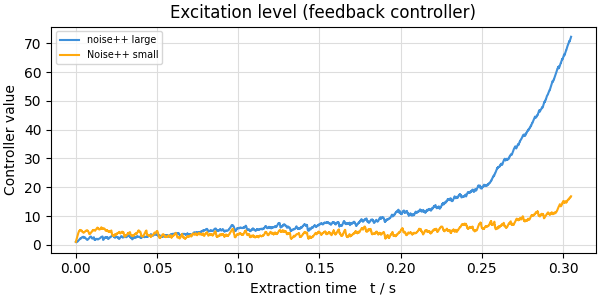 Excitation level (feedback controller)
noise++ large
Noise++ small
Controller value
70
60
50
40
30
20
10
0
0.00 0.05 0.10 0.15 0.20 0.25 0.30
Extraction time t / s